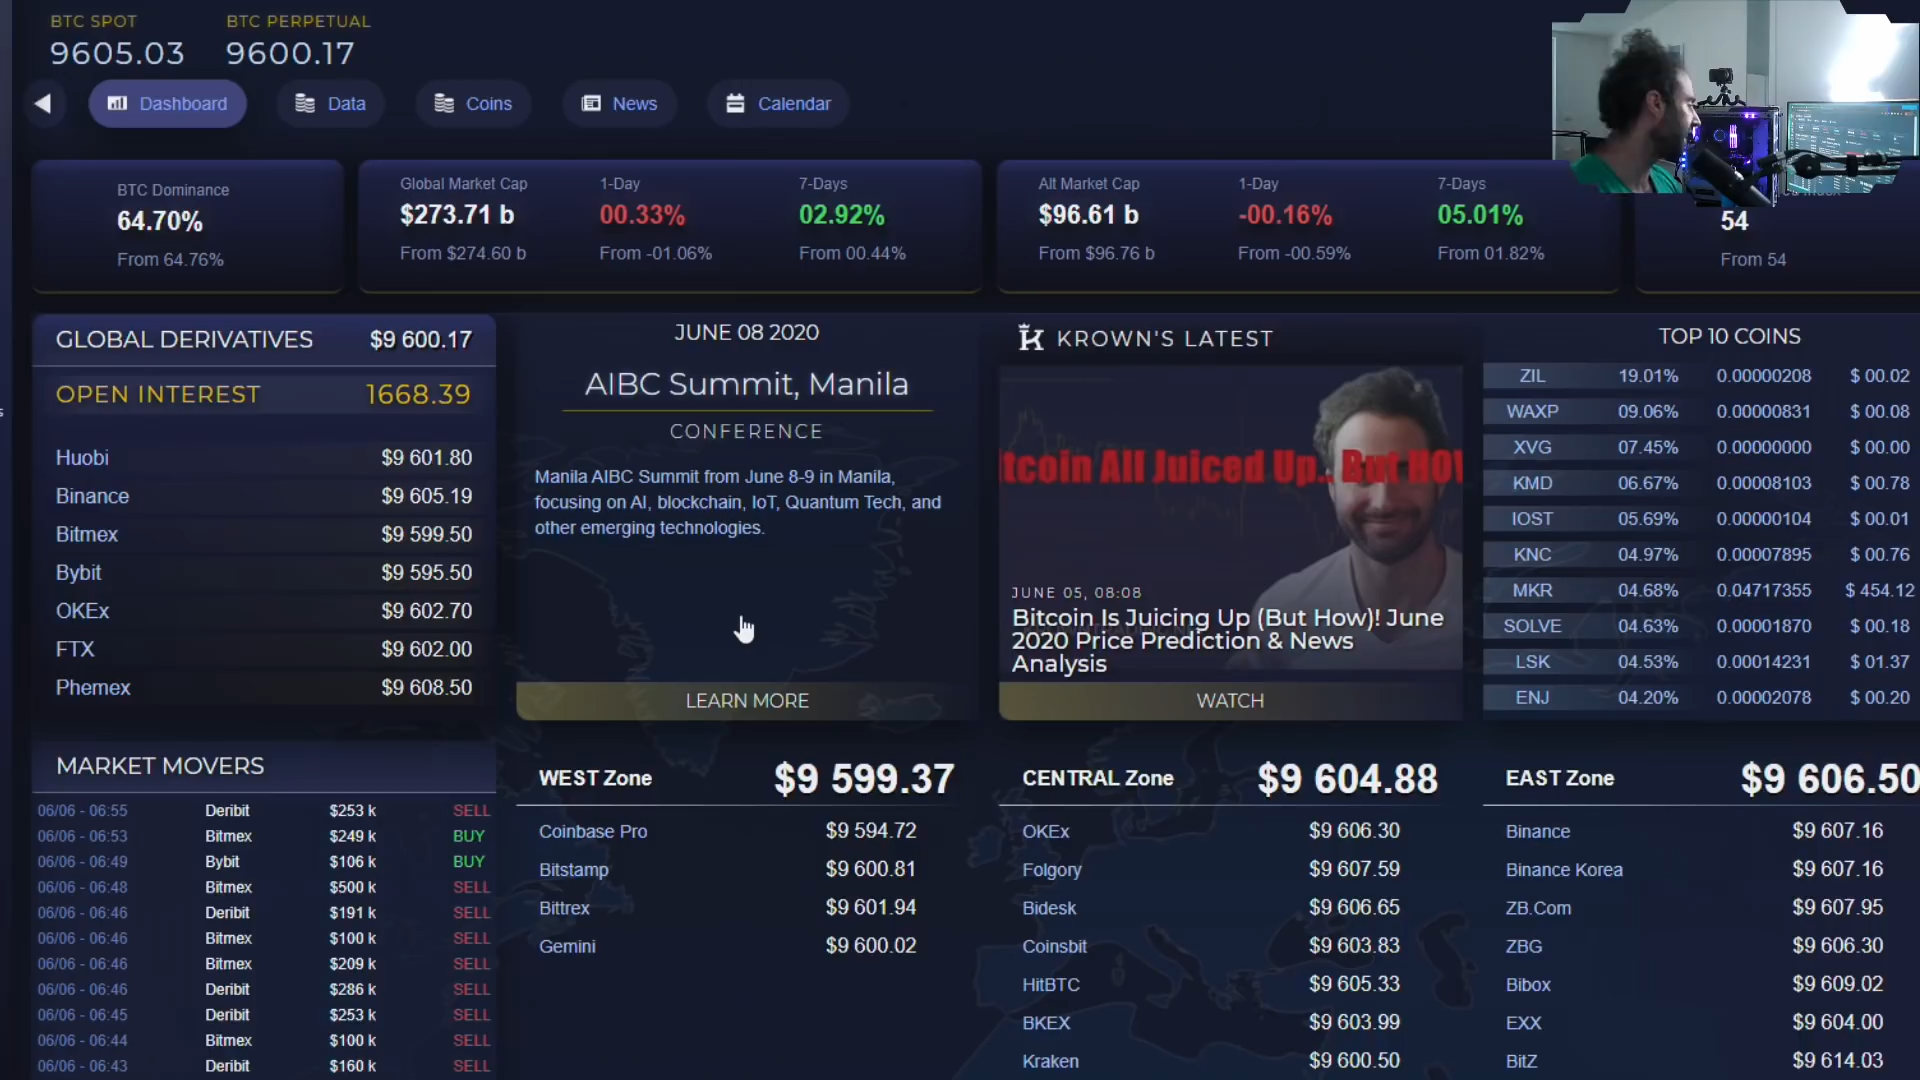 BTC SPOT
9605.03
BTC PERPETUAL
9600.17
Dashboard
Data
Coins
News
Calendar
BTC Dominance
64.70%
From 64.76%
Global Market Cap
$273.71 b
From $274.60 b
1-Day
00.33%
From -01.06%
7-Days
02.92%
From 00.44%
Alt Market Cap
$96.61 b
From $96.76 b
1-Day
-00.16%
From -00.59%
7-Days
05.01%
From 01.82%
54
From 54
GLOBAL DERIVATIVES $9 600.17
OPEN INTEREST 1668.39
Huobi $9 601.80
Binance $9 605.19
Bitmex $9 599.50
Bybit $9 595.50
OKEx $9 602.70
FTX $9 602.00
Phemex $9 608.50
JUNE 08 2020
AIBC Summit, Manila
CONFERENCE
Manila AIBC Summit from June 8-9 in Manila,
focusing on AI, blockchain, IoT, Quantum Tech, and
other emerging technologies.
LEARN MORE
KROWN'S LATEST
tcoin All Juiced Up.. But HOW
JUNE 05, 08:08
Bitcoin Is Juicing Up (But How)! June
2020 Price Prediction & News
Analysis
WATCH
TOP 10 COINS
ZIL 19.01% 0.00000208 $ 00.02
WAXP 09.06% 0.00000831 $ 00.08
XVG 07.45% 0.00000000 $ 00.00
KMD 06.67% 0.00008103 $ 00.78
IOST 05.69% 0.00000104 $ 00.01
KNC 04.97% 0.00007895 $ 00.76
MKR 04.68% 0.04717355 $ 454.12
SOLVE 04.63% 0.00001870 $ 00.18
LSK 04.53% 0.00014231 $ 01.37
ENJ 04.20% 0.00002078 $ 00.20
MARKET MOVERS
06/06 - 06:55 Deribit $253 k SELL
06/06 - 06:53 Bitmex $249 k BUY
06/06 - 06:49 Bybit $106 k BUY
06/06 - 06:48 Bitmex $500 k SELL
06/06 - 06:46 Deribit $191 k SELL
06/06 - 06:46 Bitmex $100 k SELL
06/06 - 06:46 Bitmex $209 k SELL
06/06 - 06:46 Deribit $286 k SELL
06/06 - 06:45 Deribit $253 k SELL
06/06 - 06:44 Bitmex $100 k SELL
06/06 - 06:43 Deribit $160 k SELL
WEST Zone $9 599.37
Coinbase Pro $9 594.72
Bitstamp $9 600.81
Bittrex $9 601.94
Gemini $9 600.02
CENTRAL Zone $9 604.88
OKEx $9 606.30
Folgory $9 607.59
Bidesk $9 606.65
Coinsbit $9 603.83
HitBTC $9 605.33
BKEX $9 603.99
Kraken $9 600.50
EAST Zone $9 606.50
Binance $9 607.16
Binance Korea $9 607.16
ZB.Com $9 607.95
ZBG $9 606.30
Bibox $9 609.02
EXX $9 604.00
BitZ $9 614.03